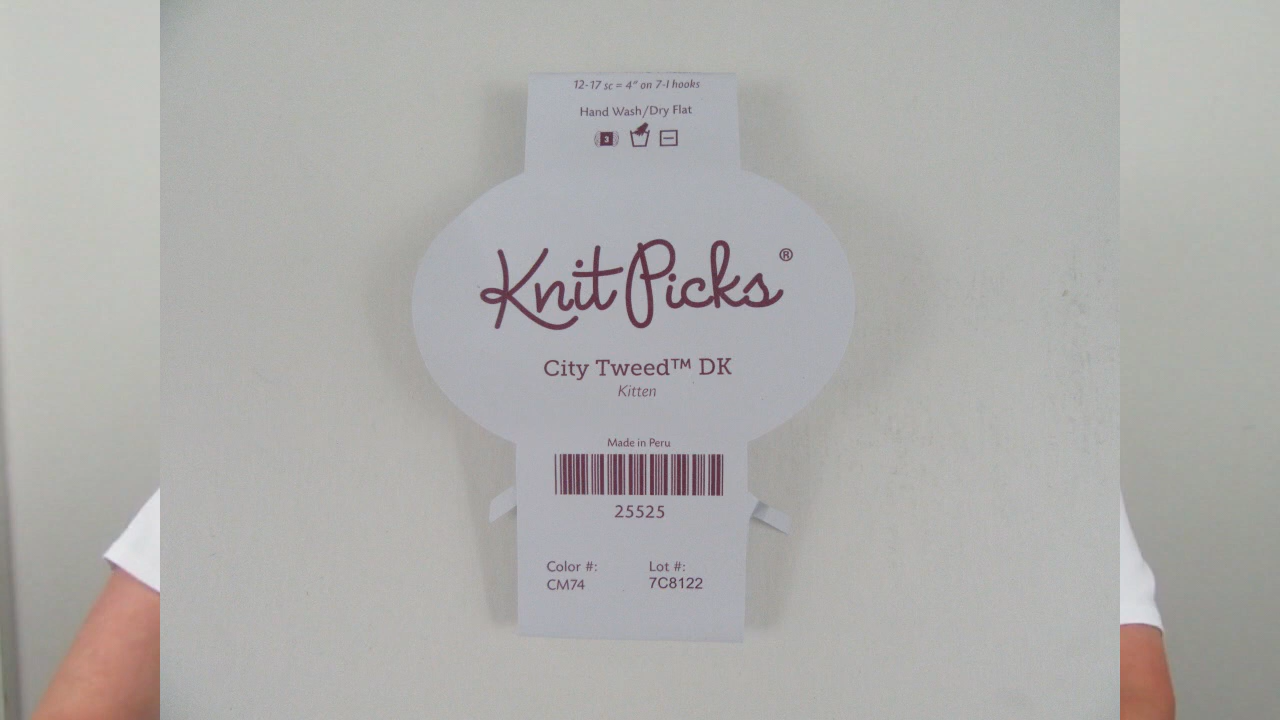 12-17 sc = 4" on 7-I hooks
Hand Wash/Dry Flat
3
KnitPicks®
City Tweed™ DK
Kitten
Made in Peru
25525
Color #: Lot #:
CM74 7C8122